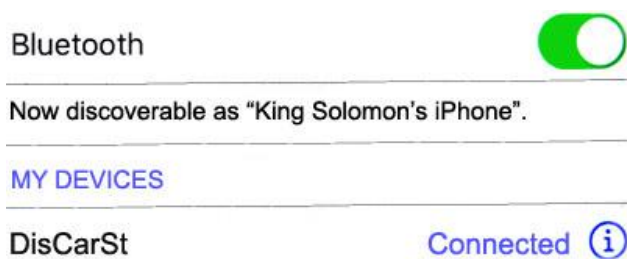 Bluetooth
Now discoverable as “King Solomon’s iPhone”.
MY DEVICES
DisCarSt Connected i